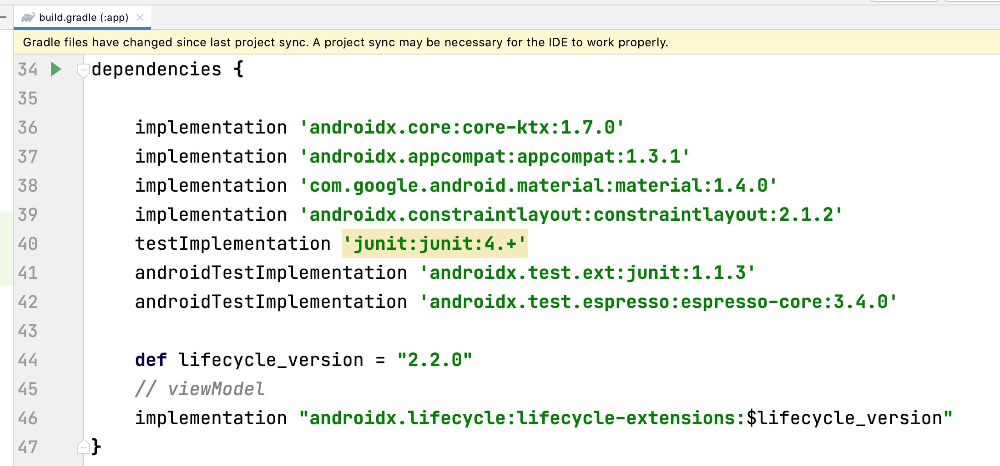 build.gradle (:app)
Gradle files have changed since last project sync. A project sync may be necessary for the IDE to work properly.
34 dependencies {
35
36 implementation 'androidx.core:core-ktx:1.7.0'
37 implementation 'androidx.appcompat:appcompat:1.3.1'
38 implementation 'com.google.android.material:material:1.4.0'
39 implementation 'androidx.constraintlayout:constraintlayout:2.1.2'
40 testImplementation 'junit:junit:4.+'
41 androidTestImplementation 'androidx.test.ext:junit:1.1.3'
42 androidTestImplementation 'androidx.test.espresso:espresso-core:3.4.0'
43
44 def lifecycle_version = "2.2.0"
45 // viewModel
46 implementation "androidx.lifecycle:lifecycle-extensions:$lifecycle_version"
47 }